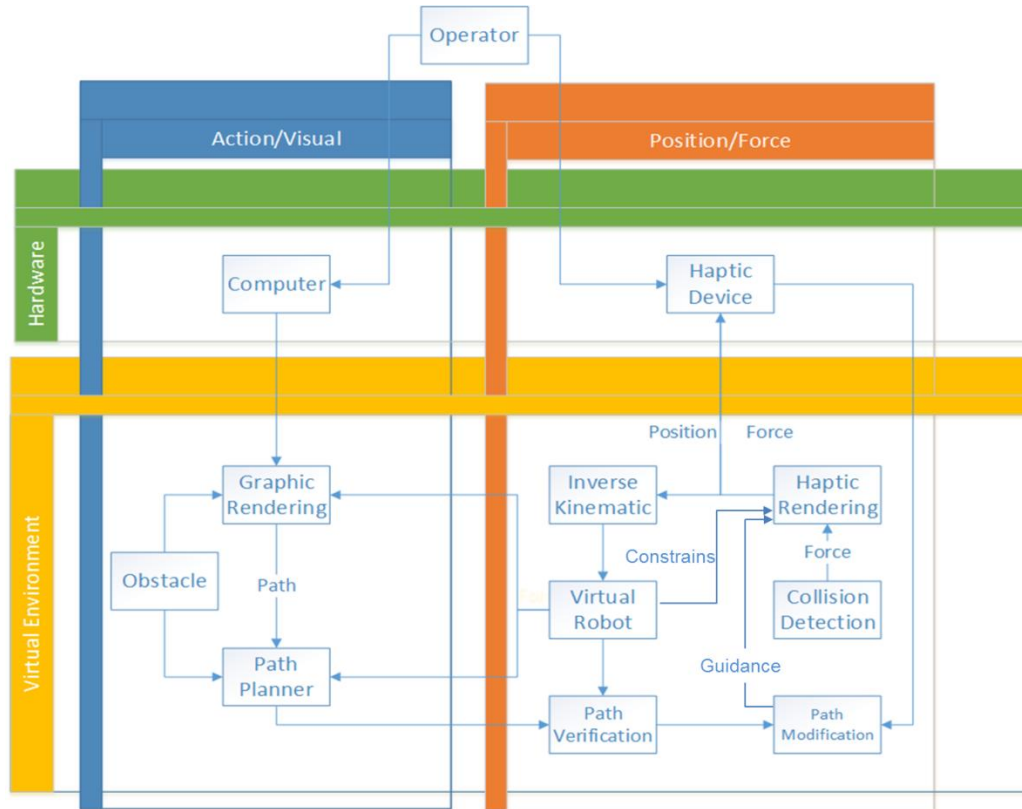 Operator
Action/Visual
Position/Force
Hardware
Computer
Haptic
Device
Virtual Environment
Position
Force
Graphic
Rendering
Inverse
Kinematic
Haptic
Rendering
Constrains
Force
Obstacle
Path
Virtual
Robot
Collision
Detection
Path
Planner
Guidance
Path
Verification
Path
Modification